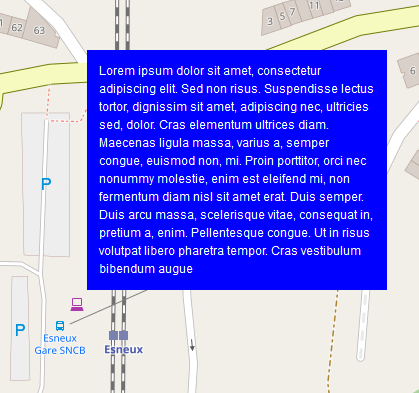 62
63
3
5
7
11
6
Lorem ipsum dolor sit amet, consectetur
adipiscing elit. Sed non risus. Suspendisse lectus
tortor, dignissim sit amet, adipiscing nec, ultricies
sed, dolor. Cras elementum ultrices diam.
Maecenas ligula massa, varius a, semper
congue, euismod non, mi. Proin porttitor, orci nec
nonummy molestie, enim est eleifend mi, non
fermentum diam nisl sit amet erat. Duis semper.
Duis arcu massa, scelerisque vitae, consequat in,
pretium a, enim. Pellentesque congue. Ut in risus
volutpat libero pharetra tempor. Cras vestibulum
bibendum augue
P
P
Esneux
Gare SNCB
Esneux